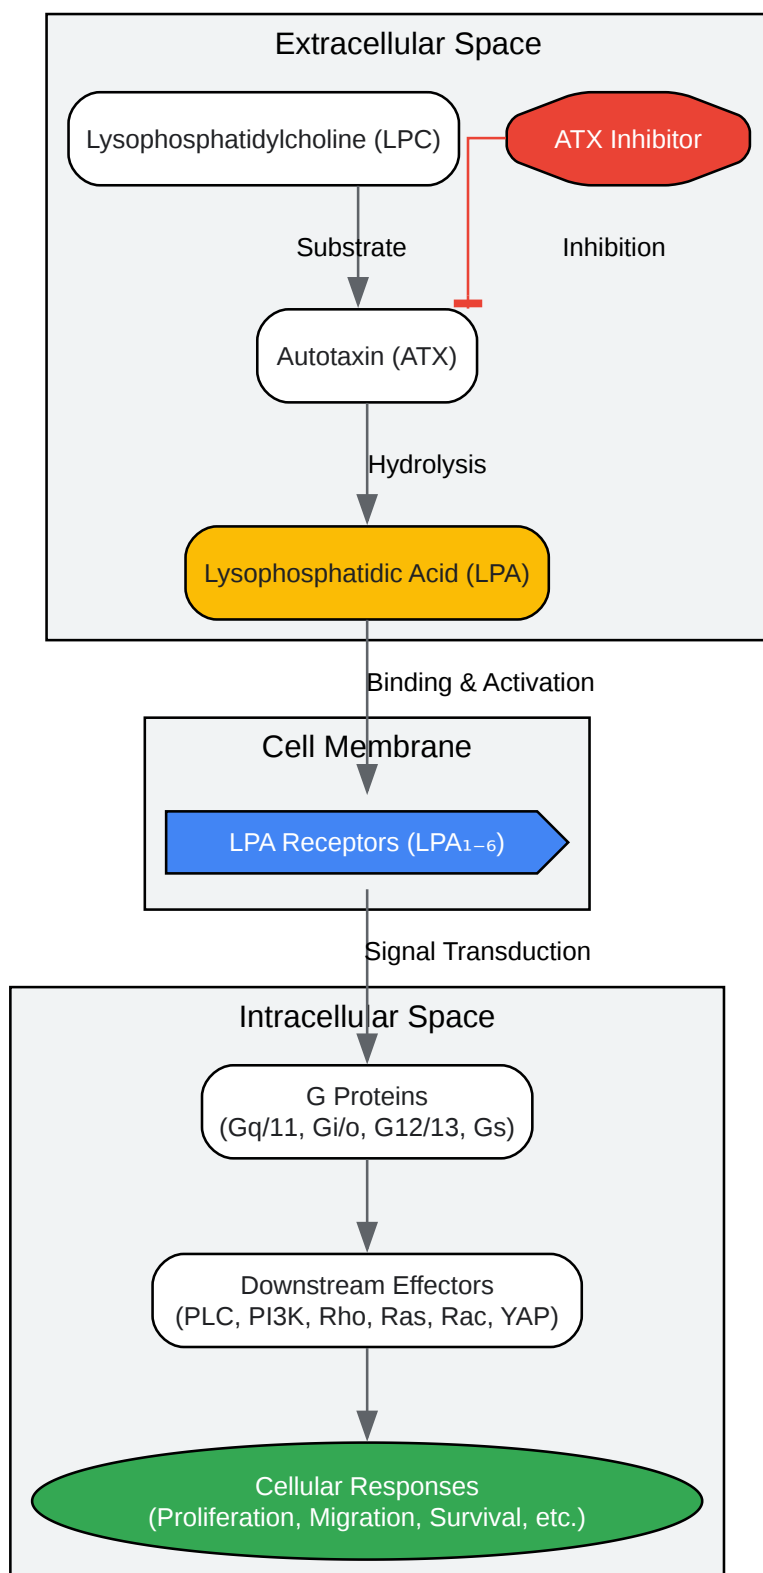 Extracellular Space
Lysophosphatidylcholine (LPC)
ATX Inhibitor
Substrate
Inhibition
Autotaxin (ATX)
Hydrolysis
Lysophosphatidic Acid (LPA)
Binding & Activation
Cell Membrane
LPA Receptors (LPA₁₋₆)
Signal Transduction
Intracellular Space
G Proteins
(Gq/11, Gi/o, G12/13, Gs)
Downstream Effectors
(PLC, PI3K, Rho, Ras, Rac, YAP)
Cellular Responses
(Proliferation, Migration, Survival, etc.)